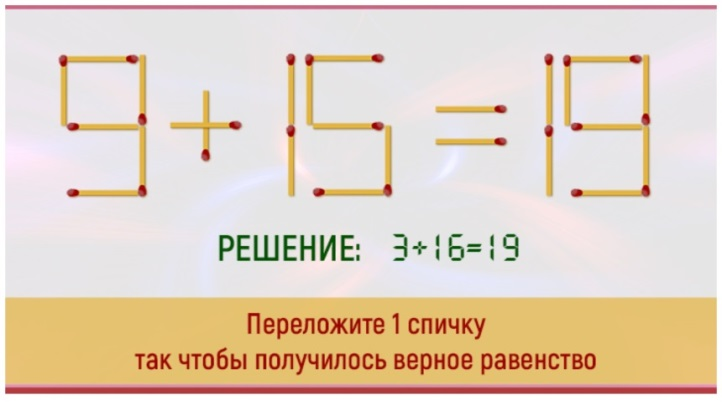 9+15=19
РЕШЕНИЕ: 3+16=19
Переложите 1 спичку
так чтобы получилось верное равенство